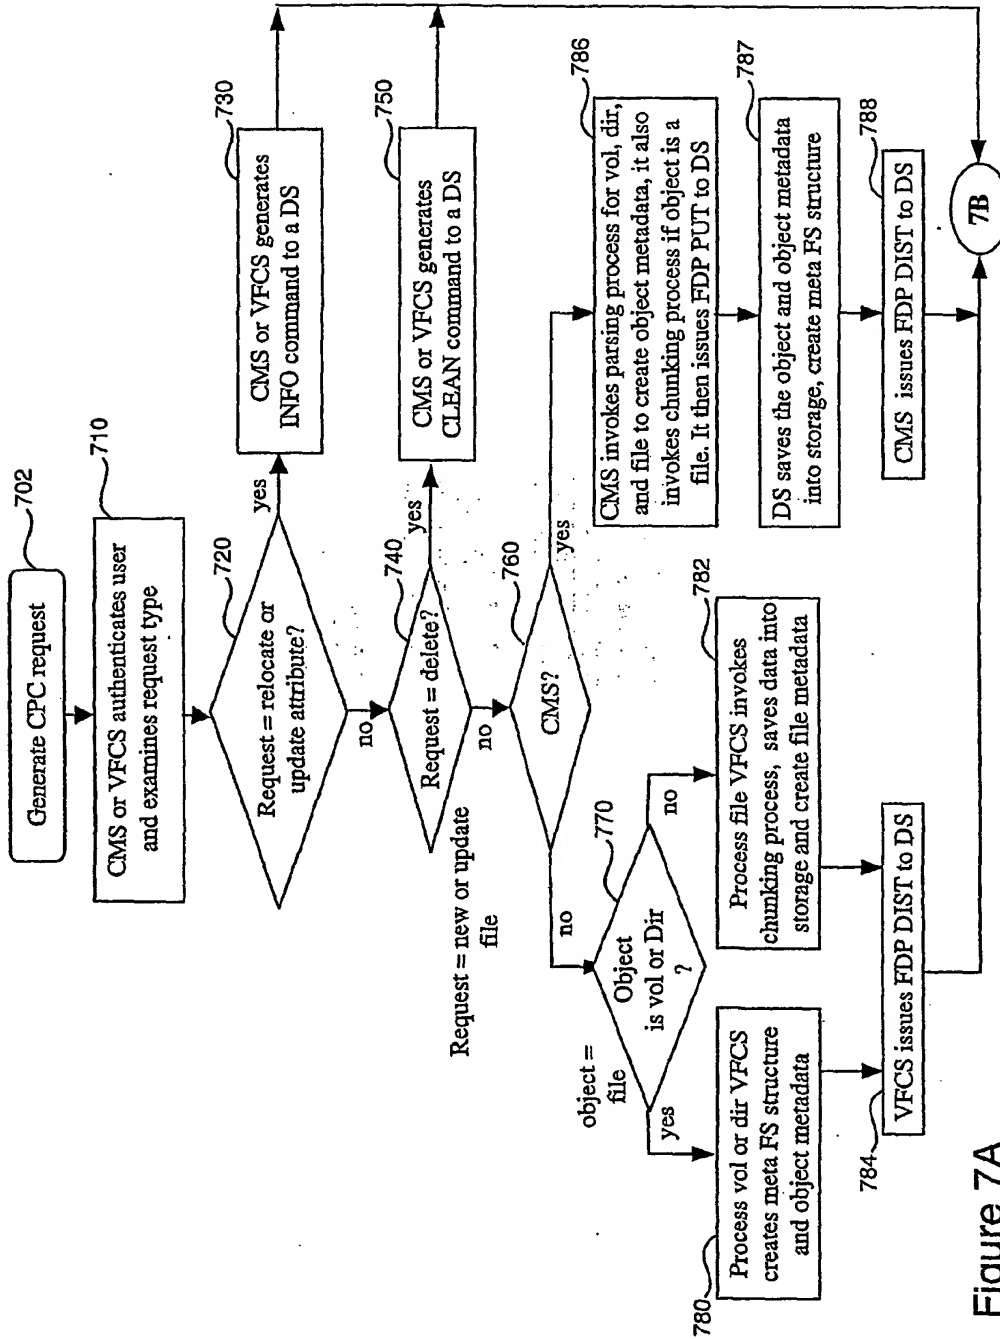 Generate CPC request
702
CMS or VFCS authenticates user
and examines request type
710
Request = relocate or
update attribute?
720
yes
no
CMS or VFCS generates
INFO command to a DS
730
Request = delete?
740
yes
no
CMS or VFCS generates
CLEAN command to a DS
750
Request = new or update
file
CMS?
760
yes
no
Object
is vol or Dir
?
770
object =
file
yes
no
Process vol or dir VFCS
creates meta FS structure
and object metadata
780
Process file VFCS invokes
chunking process, saves data into
storage and create file metadata
782
VFCS issues FDP DIST to DS
784
CMS invokes parsing process for vol, dir,
and file to create object metadata, it also
invokes chunking process if object is a
file. It then issues FDP PUT to DS
786
DS saves the object and object metadata
into storage, create meta FS structure
787
CMS issues FDP DIST to DS
788
7B
Figure 7A